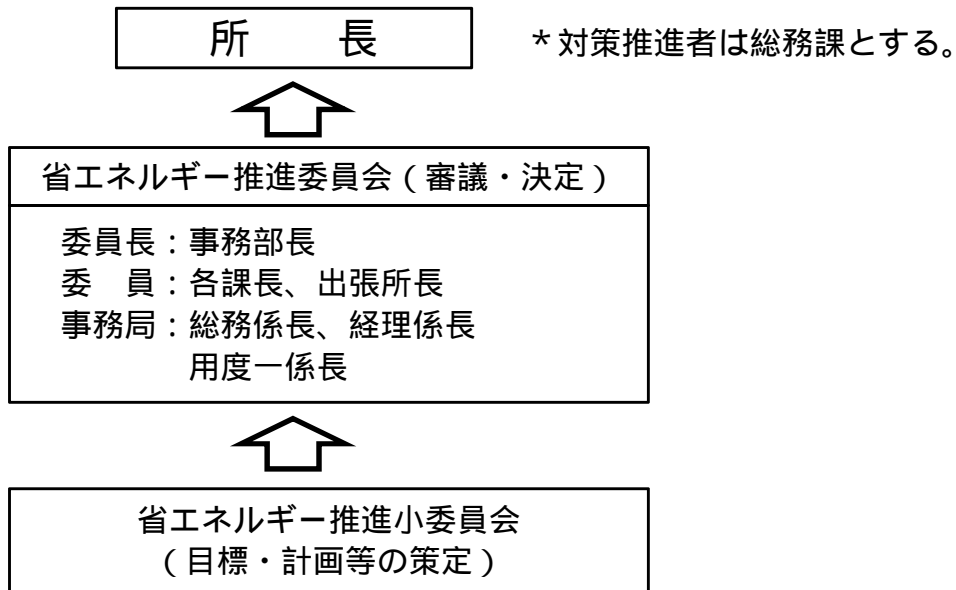 所　　長
＊対策推進者は総務課とする。
省エネルギー推進委員会（審議・決定）
委員長：事務部長
委　員：各課長、出張所長
事務局：総務係長、経理係長
用度一係長
省エネルギー推進小委員会
（目標・計画等の策定）